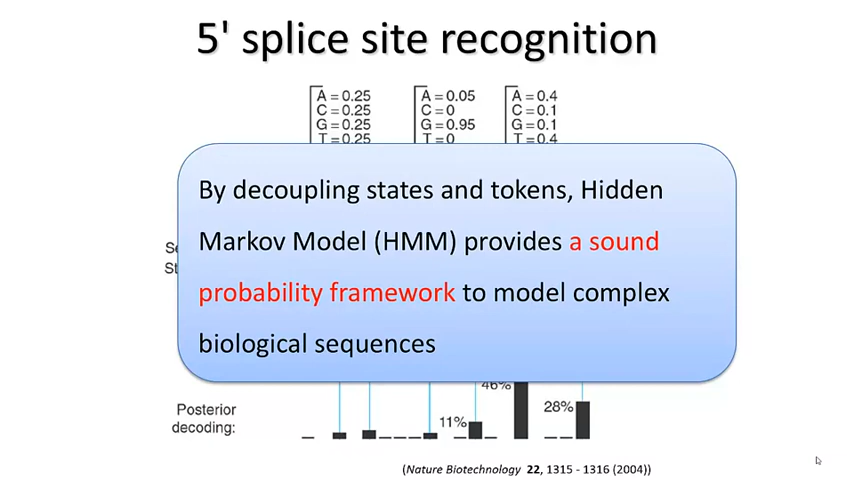 5' splice site recognition
A = 0.25 A = 0.05 A = 0.4
C = 0.25 C = 0 C = 0.1
G = 0.25 G = 0.95 G = 0.1
T = 0.25 T = 0 T = 0.4
By decoupling states and tokens, Hidden
Markov Model (HMM) provides a sound
probability framework to model complex
biological sequences
46%
28%
11%
Posterior
decoding:
(Nature Biotechnology 22, 1315 - 1316 (2004))